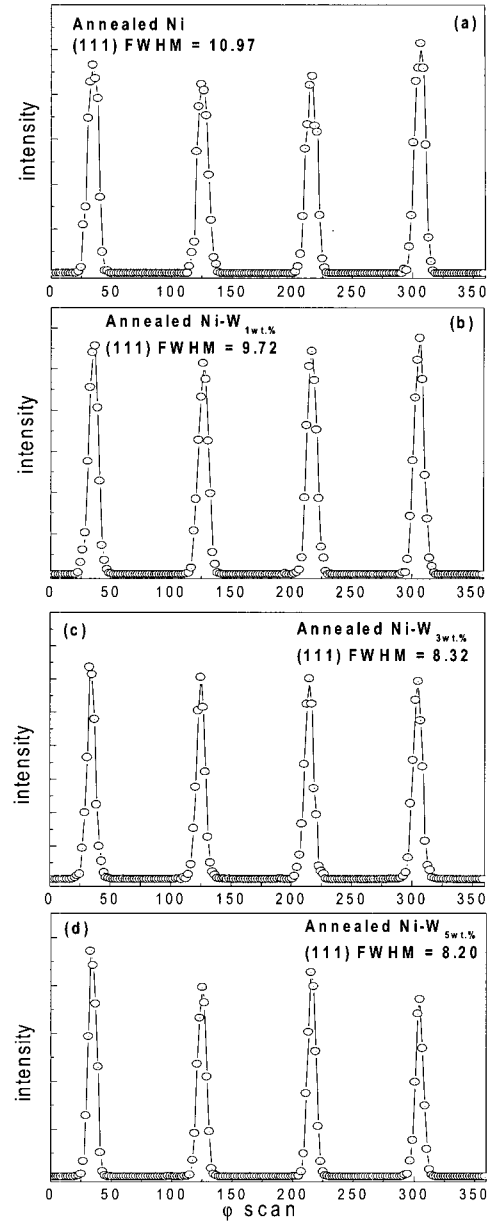 Annealed Ni
(111) FWHM = 10.97
(a)
intensity
0 50 100 150 200 250 300 350
Annealed Ni-W1wt.%
(111) FWHM = 9.72
(b)
intensity
0 50 100 150 200 250 300 350
(c)
Annealed Ni-W3wt.%
(111) FWHM = 8.32
intensity
0 50 100 150 200 250 300 350
(d)
Annealed Ni-W5wt.%
(111) FWHM = 8.20
intensity
0 50 100 150 200 250 300 350
φ scan